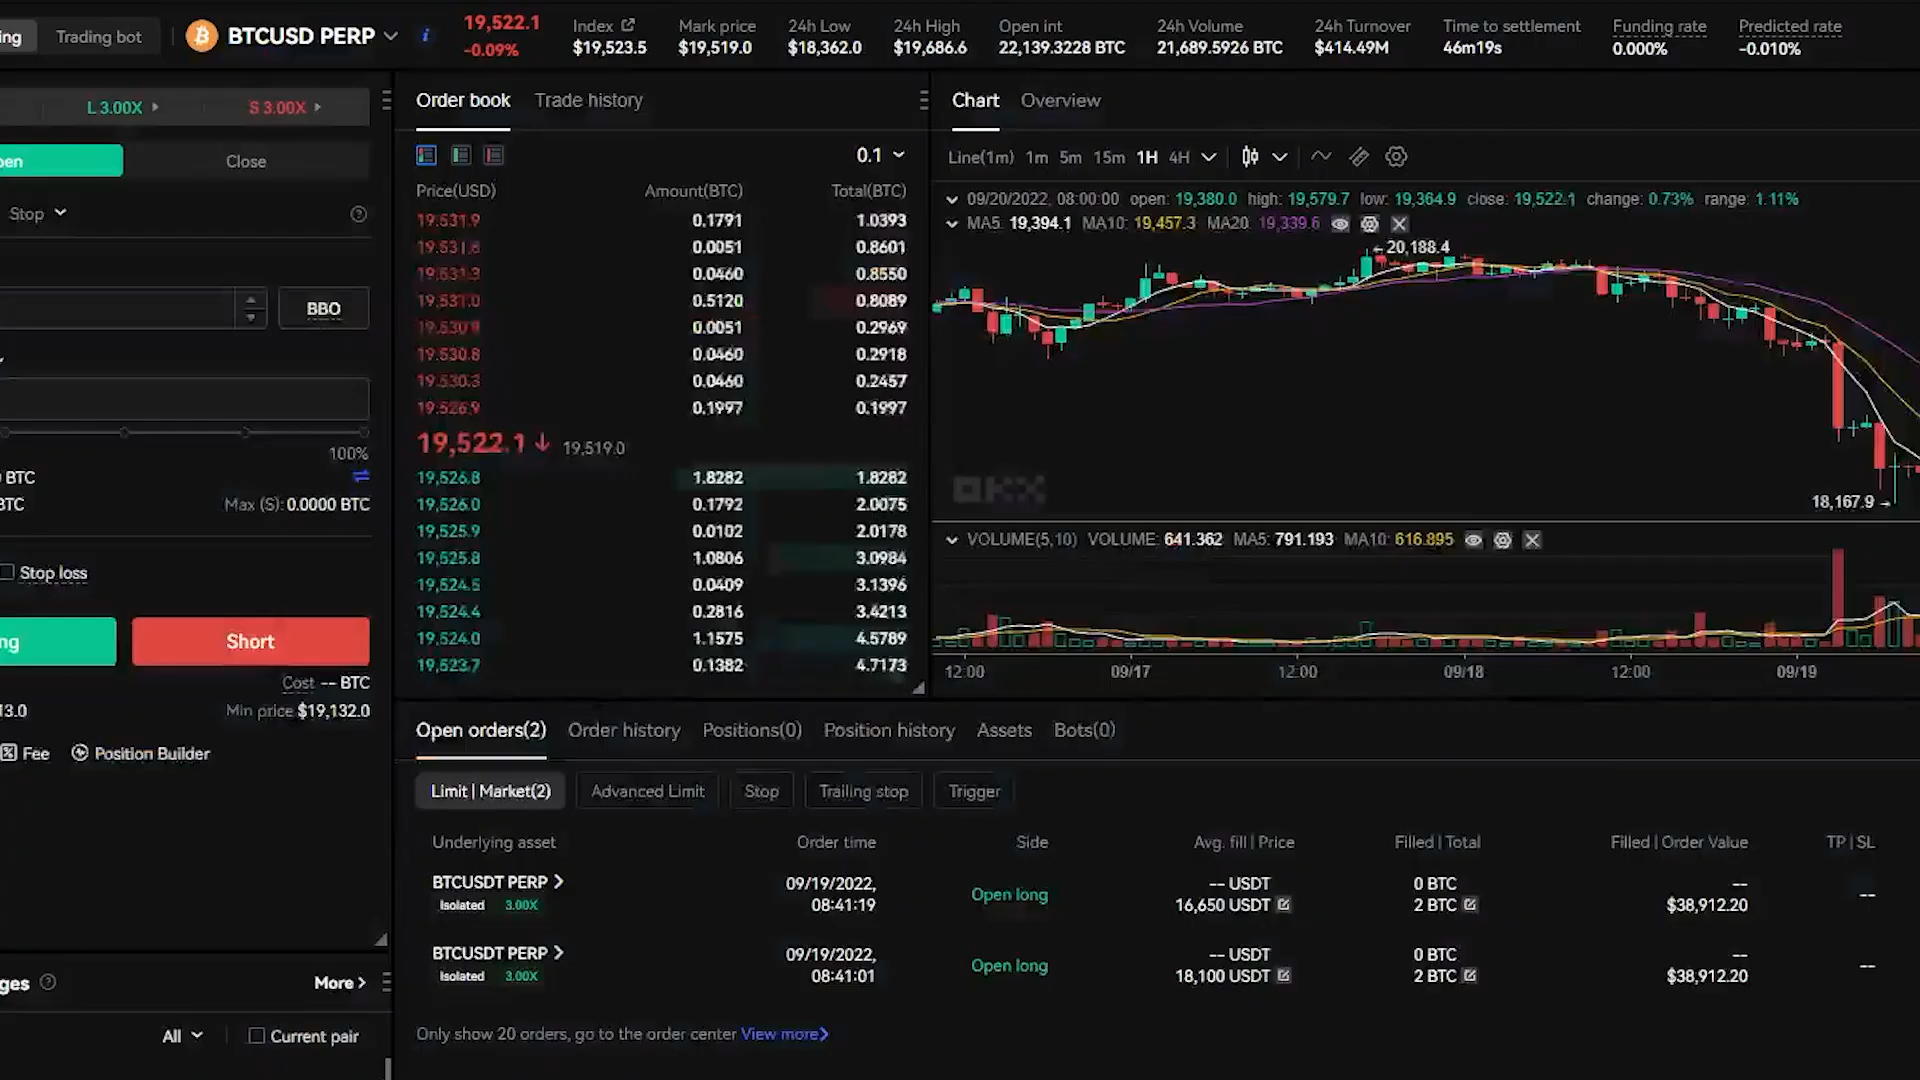 ing Trading bot BTCUSD PERP i 19,522.1 -0.09%
Index $19,523.5
Mark price $19,519.0
24h Low $18,362.0
24h High $19,686.6
Open int 22,139.3228 BTC
24h Volume 21,689.5926 BTC
24h Turnover $414.49M
Time to settlement 46m19s
Funding rate 0.000%
Predicted rate -0.010%
L 3.00X S 3.00X
pen Close
Stop
BBO
100%
BTC
BTC Max (S): 0.0000 BTC
Stop loss
ng Short
Cost -- BTC
13.0 Min price $19,132.0
Fee Position Builder
ges More >
All Current pair
Order book Trade history
0.1
Price(USD) Amount(BTC) Total(BTC)
19.531.9 0.1791 1.0393
19.531.8 0.0051 0.8601
19.531.3 0.0460 0.8550
19.531.0 0.5120 0.8089
19.530.9 0.0051 0.2969
19.530.8 0.0460 0.2918
19.530.3 0.0460 0.2457
19.526.9 0.1997 0.1997
19,522.1 ↓ 19,519.0
19,526.8 1.8282 1.8282
19,526.0 0.1792 2.0075
19,525.9 0.0102 2.0178
19,525.8 1.0806 3.0984
19,524.5 0.0409 3.1396
19,524.4 0.2816 3.4213
19,524.0 1.1575 4.5789
19,523.7 0.1382 4.7173
Chart Overview
Line(1m) 1m 5m 15m 1H 4H
09/20/2022, 08:00:00 open: 19,380.0 high: 19,579.7 low: 19,364.9 close: 19,522.1 change: 0.73% range: 1.11%
MA5: 19,394.1 MA10: 19,457.3 MA20: 19,339.6
←20,188.4
OKX
18,167.9→
VOLUME(5,10) VOLUME: 641.362 MA5: 791.193 MA10: 616.895
12:00 09/17 12:00 09/18 12:00 09/19
Open orders(2) Order history Positions(0) Position history Assets Bots(0)
Limit | Market(2) Advanced Limit Stop Trailing stop Trigger
Underlying asset Order time Side Avg. fill | Price Filled | Total Filled | Order Value TP | SL
BTCUSDT PERP > 09/19/2022, Open long -- USDT 0 BTC -- --
Isolated 3.00X 08:41:19 16,650 USDT 2 BTC $38,912.20
BTCUSDT PERP > 09/19/2022, Open long -- USDT 0 BTC -- --
Isolated 3.00X 08:41:01 18,100 USDT 2 BTC $38,912.20
Only show 20 orders, go to the order center View more>